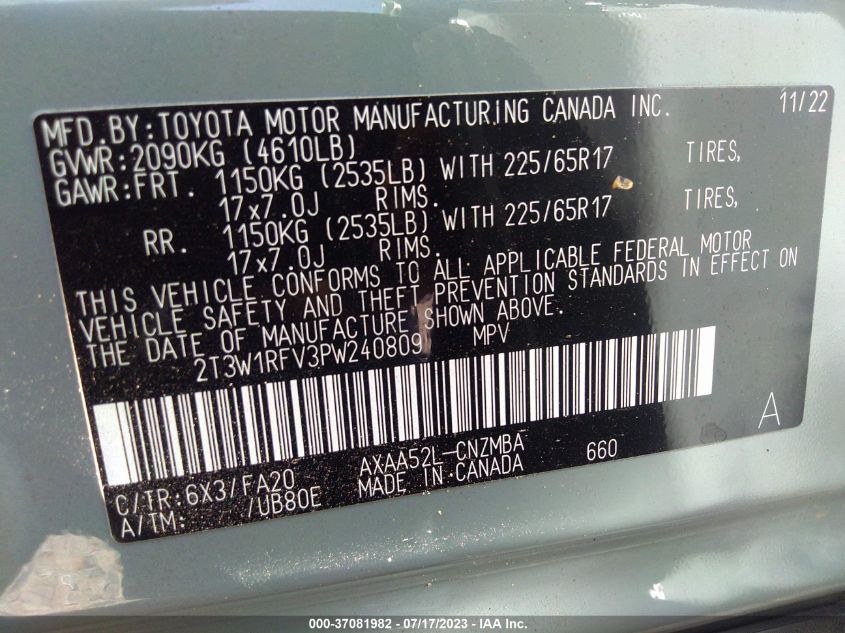 MFD.BY:TOYOTA MOTOR MANUFACTURING CANADA INC. 11/22
GVWR:2090KG (4610LB)
GAWR:FRT. 1150KG (2535LB) WITH 225/65R17 TIRES,
17x7.0J RIMS.
RR. 1150KG (2535LB) WITH 225/65R17 TIRES,
17x7.0J RIMS.
THIS VEHICLE CONFORMS TO ALL APPLICABLE FEDERAL MOTOR
VEHICLE SAFETY AND THEFT PREVENTION STANDARDS IN EFFECT ON
THE DATE OF MANUFACTURE SHOWN ABOVE.
2T3W1RFV3PW240809 MPV
A
C/TR:6X3/FA20 AXAA52L-CNZMBA 660
A/TM: /UB80E MADE IN CANADA
000-37081982 - 07/17/2023 - IAA Inc.